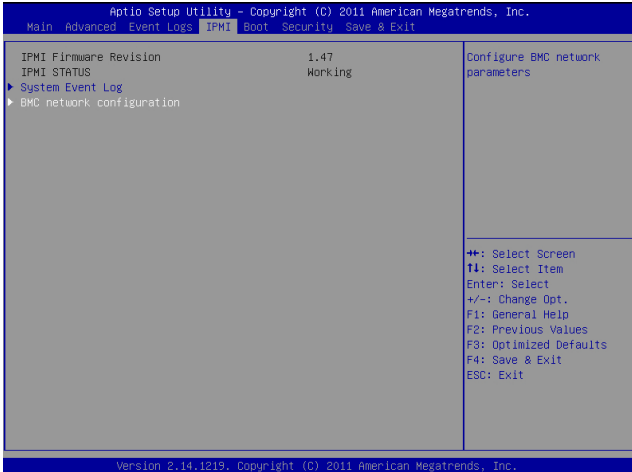 Aptio Setup Utility – Copyright (C) 2011 American Megatrends, Inc.
Main Advanced Event Logs IPMI Boot Security Save & Exit
IPMI Firmware Revision 1.47
IPMI STATUS Working
System Event Log
BMC network configuration
Configure BMC network
parameters
→←: Select Screen
↑↓: Select Item
Enter: Select
+/-: Change Opt.
F1: General Help
F2: Previous Values
F3: Optimized Defaults
F4: Save & Exit
ESC: Exit
Version 2.14.1219. Copyright (C) 2011 American Megatrends, Inc.